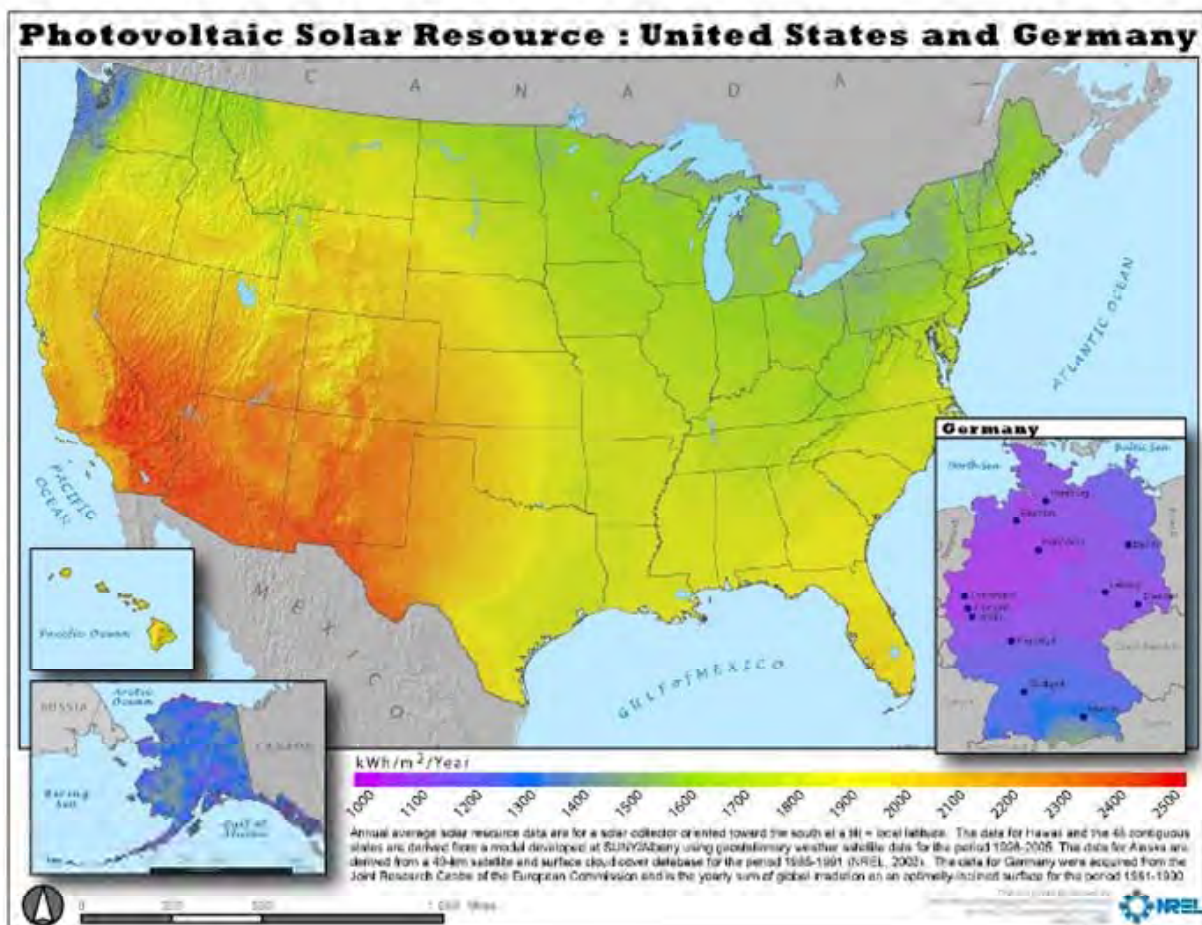 Photovoltaic Solar Resource : United States and Germany
C A N A D A
ATLANTIC OCEAN
PACIFIC OCEAN
MEXICO
GULF of MEXICO
Germany
North Sea
Baltic Sea
Hamburg
Hannover
Berlin
Leipzig
Dresden
Frankfurt
Stuttgart
Munich
Czech Republic
Pacific Ocean
Arctic Ocean
RUSSIA
CANADA
Bering Sea
Gulf of Alaska
kWh/m²/Year
1000 1100 1200 1300 1400 1500 1600 1700 1800 1900 2000 2100 2200 2300 2400 2500
Annual average solar resource data are for a solar collector oriented toward the south at a tilt = local latitude. The data for Hawaii and the 48 contiguous
states are derived from a model developed at SUNY/Albany using geostationary weather satellite data for the period 1998-2005. The data for Alaska are
derived from a 40-km satellite and surface cloud cover database for the period 1985-1991 (NREL, 2003). The data for Germany were acquired from the
Joint Research Centre of the European Commission and is the yearly sum of global irradiation on an optimally-inclined surface for the period 1981-1990.
0
Miles
NREL